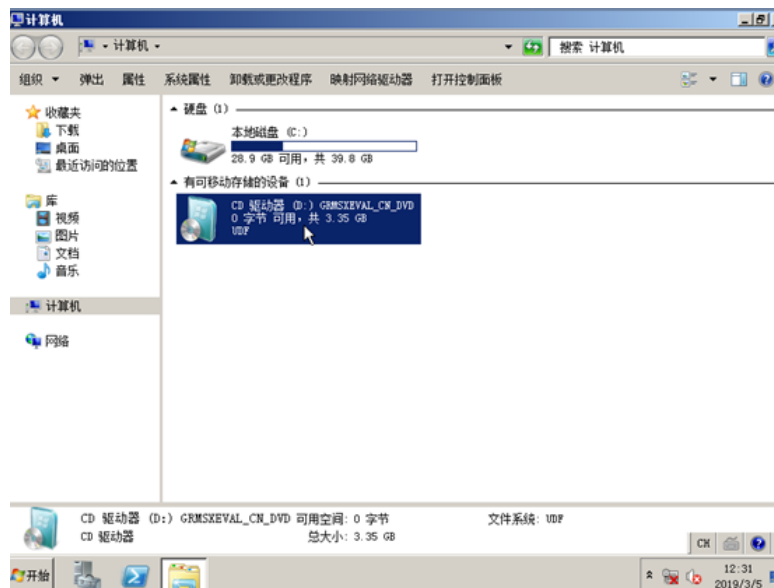 计算机
计算机
搜索 计算机
组织 弹出 属性 系统属性 卸载或更改程序 映射网络驱动器 打开控制面板
收藏夹
下载
桌面
最近访问的位置
库
视频
图片
文档
音乐
计算机
网络
硬盘 (1)
本地磁盘 (C:)
28.9 GB 可用，共 39.8 GB
有可移动存储的设备 (1)
CD 驱动器 (D:) GRMSXEVAL_CN_DVD
0 字节 可用，共 3.35 GB
UDF
CD 驱动器 (D:) GRMSXEVAL_CN_DVD 可用空间: 0 字节 文件系统: UDF
CD 驱动器 总大小: 3.35 GB
CH
开始
12:31
2019/3/5